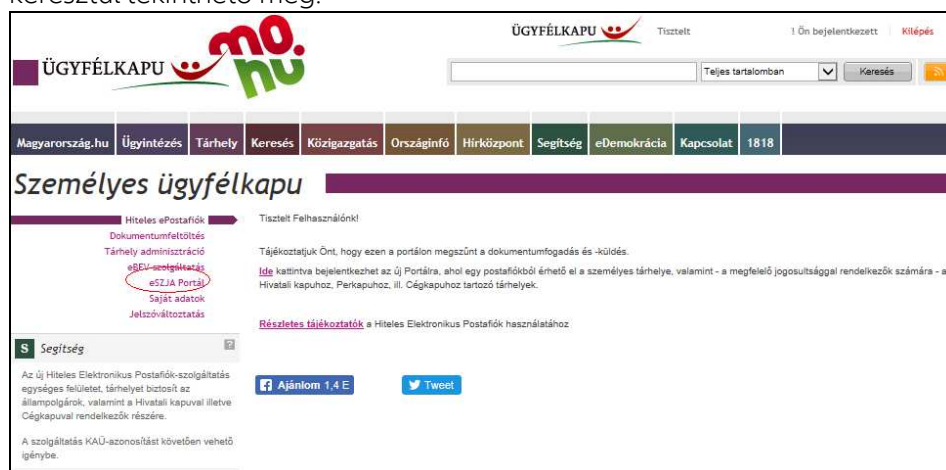 keresztül tekinthető meg.
ÜGYFÉLKAPU
mo.hu
ÜGYFÉLKAPU Tisztelt ! Ön bejelentkezett Kilépés
Teljes tartalomban Keresés
Magyarország.hu Ügyintézés Tárhely Keresés Közigazgatás Országinfó Hírközpont Segítség eDemokrácia Kapcsolat 1818
Személyes ügyfélkapu
Hiteles ePostafiók
Dokumentumfeltöltés
Tárhely adminisztráció
eBEV-szolgáltatás
eSZJA Portál
Saját adatok
Jelszóváltoztatás
S Segítség ?
Az új Hiteles Elektronikus Postafiók-szolgáltatás
egységes felületet, tárhelyet biztosít az
állampolgárok, valamint a Hivatali kapuval illetve
Cégkapuval rendelkezők részére.
A szolgáltatás KAÜ-azonosítást követően vehető
igénybe.
Tisztelt Felhasználónk!
Tájékoztatjuk Önt, hogy ezen a portálon megszűnt a dokumentumfogadás és -küldés.
Ide kattintva bejelentkezhet az új Portálra, ahol egy postafiókból érhető el a személyes tárhelye, valamint - a megfelelő jogosultsággal rendelkezők számára - a
Hivatali kapuhoz, Perkapuhoz, ill. Cégkapuhoz tartozó tárhelyek.
Részletes tájékoztatók a Hiteles Elektronikus Postafiók használatához
Ajánlom 1,4 E Tweet